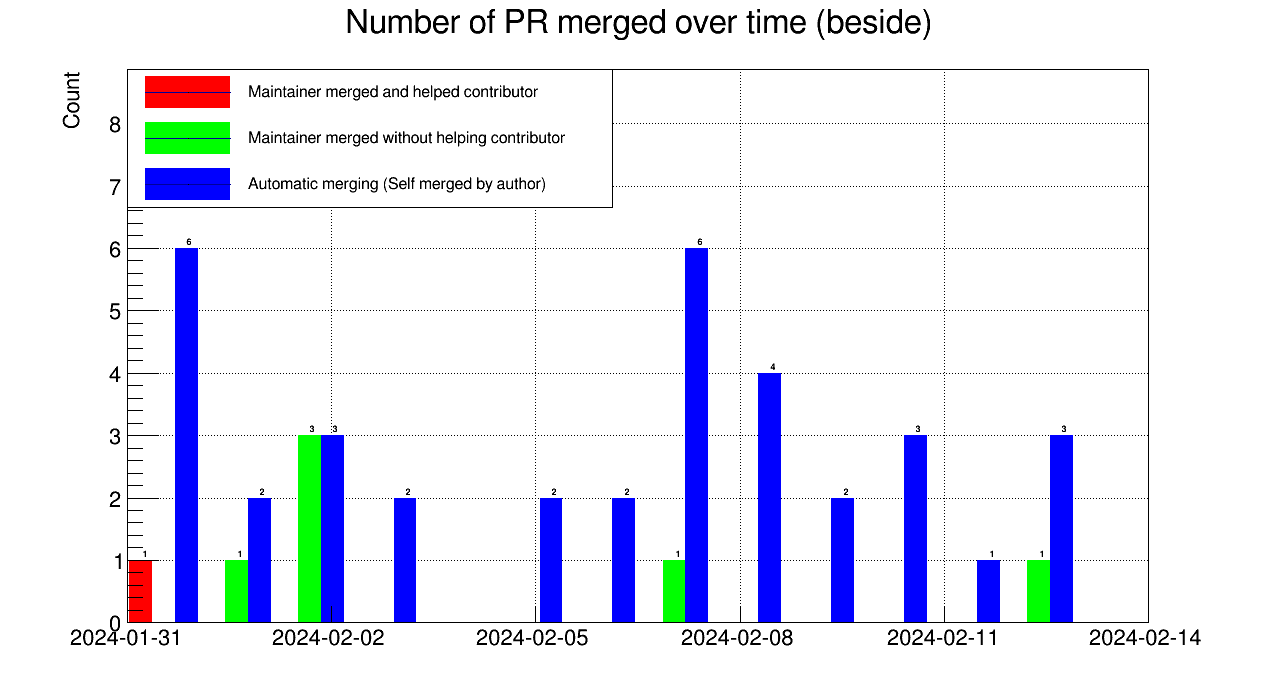 Number of PR merged over time (beside)
Count
Maintainer merged and helped contributor
Maintainer merged without helping contributor
Automatic merging (Self merged by author)
8
7
6
5
4
3
2
1
0
6 6
4
3 3 3 3
2 2 2 2 2
1 1 1 1 1
2024-01-31 2024-02-02 2024-02-05 2024-02-08 2024-02-11 2024-02-14